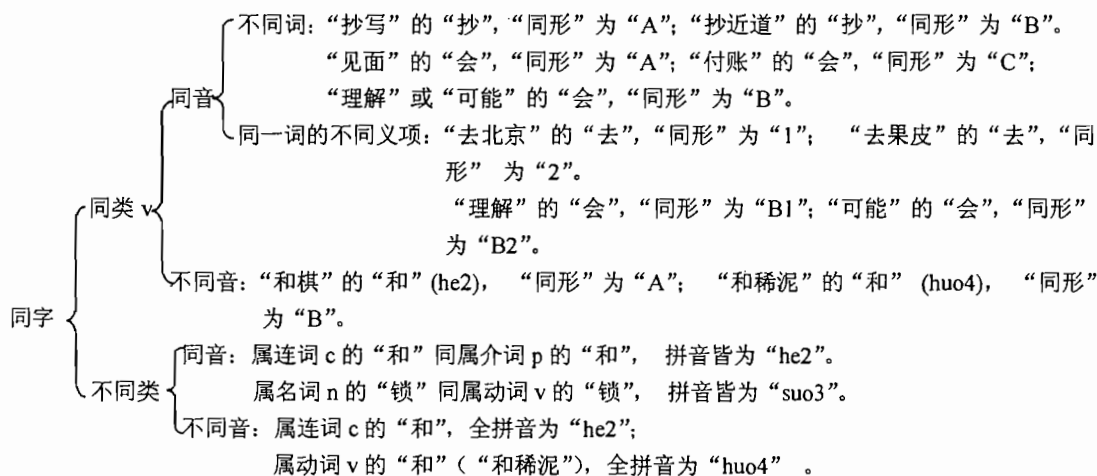 不同词：“抄写”的“抄”，“同形”为“A”；“抄近道”的“抄”，“同形”为“B”。
“见面”的“会”，“同形”为“A”；“付账”的“会”，“同形”为“C”；
同音
“理解”或“可能”的“会”，“同形”为“B”。
同一词的不同义项：“去北京”的“去”，“同形”为“1”； “去果皮”的“去”，“同
形” 为“2”。
同类 v
“理解”的“会”，“同形”为“B1”；“可能”的“会”，“同形”
为“B2”。
不同音：“和棋”的“和”(he2)， “同形”为“A”； “和稀泥”的“和” (huo4)， “同形”
为“B”。
同字
同音：属连词 c 的“和”同属介词 p 的“和”， 拼音皆为“he2”。
不同类
属名词 n 的“锁”同属动词 v 的“锁”， 拼音皆为“suo3”。
不同音：属连词 c 的“和”，全拼音为“he2”；
属动词 v 的“和”（“和稀泥”），全拼音为“huo4” 。